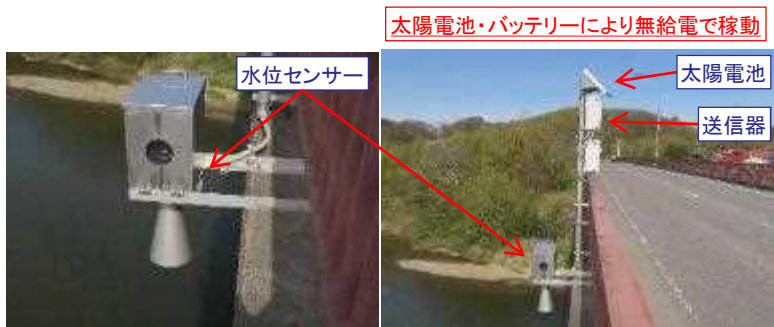 太陽電池・バッテリーにより無給電で稼動
水位センサー
太陽電池
送信器